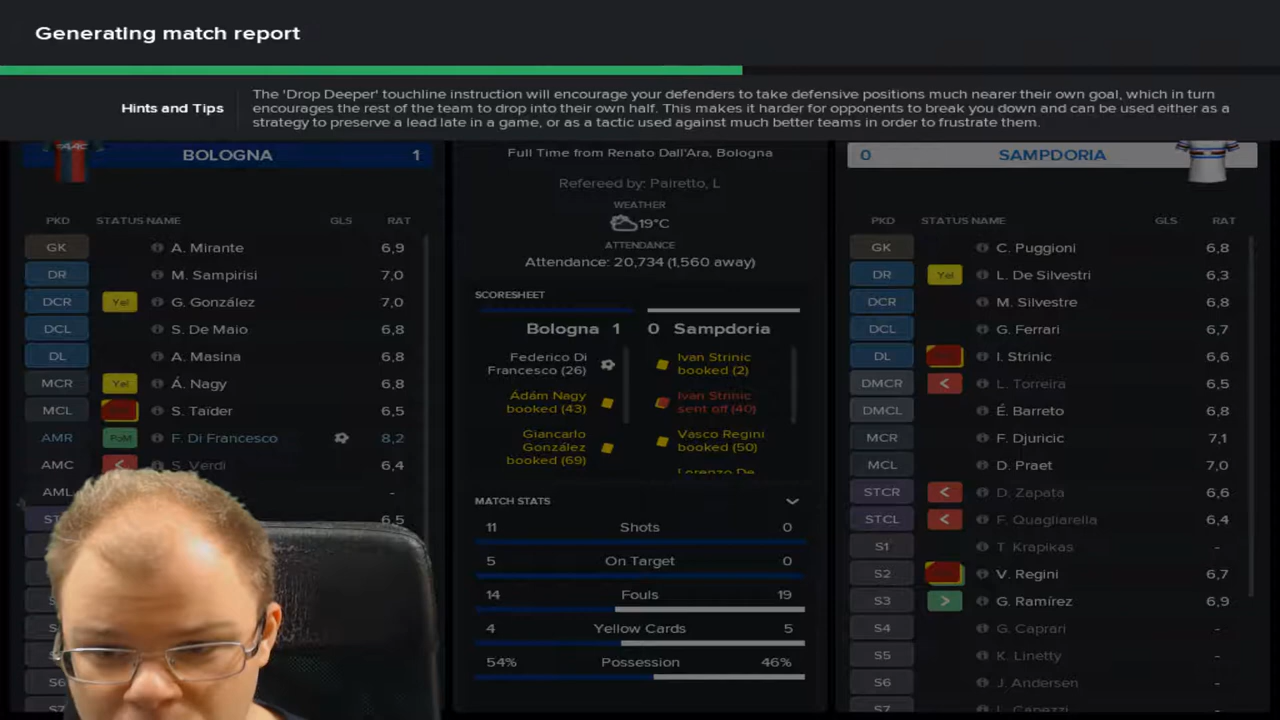 Generating match report
Hints and Tips
The 'Drop Deeper' touchline instruction will encourage your defenders to take defensive positions much nearer their own goal, which in turn
encourages the rest of the team to drop into their own half. This makes it harder for opponents to break you down and can be used either as a
strategy to preserve a lead late in a game, or as a tactic used against much better teams in order to frustrate them.
BOLOGNA 1
PKD STATUS NAME GLS RAT
GK A. Mirante 6,9
DR M. Sampirisi 7,0
DCR Yel G. González 7,0
DCL S. De Maio 6,8
DL A. Masina 6,8
MCR Yel Á. Nagy 6,8
MCL S. Taïder 6,5
AMR PoM F. Di Francesco 8,2
AMC < S. Verdi 6,4
AML -
6,5
S6
Full Time from Renato Dall'Ara, Bologna
Refereed by: Pairetto, L
WEATHER
19°C
ATTENDANCE
Attendance: 20,734 (1,560 away)
SCORESHEET
Bologna 1 0 Sampdoria
Federico Di
Francesco (26)
Ádám Nagy
booked (43)
Giancarlo
González
booked (69)
Ivan Strinic
booked (2)
Ivan Strinic
sent off (40)
Vasco Regini
booked (50)
Lorenzo De
MATCH STATS
11 Shots 0
5 On Target 0
14 Fouls 19
4 Yellow Cards 5
54% Possession 46%
0 SAMPDORIA
PKD STATUS NAME GLS RAT
GK C. Puggioni 6,8
DR Yel L. De Silvestri 6,3
DCR M. Silvestre 6,8
DCL G. Ferrari 6,7
DL I. Strinic 6,6
DMCR < L. Torreira 6,5
DMCL É. Barreto 6,8
MCR F. Djuricic 7,1
MCL D. Praet 7,0
STCR < D. Zapata 6,6
STCL < F. Quagliarella 6,4
S1 T. Krapikas -
S2 V. Regini 6,7
S3 > G. Ramírez 6,9
S4 G. Caprari -
S5 K. Linetty -
S6 J. Andersen -
S7 L. Capezzi -